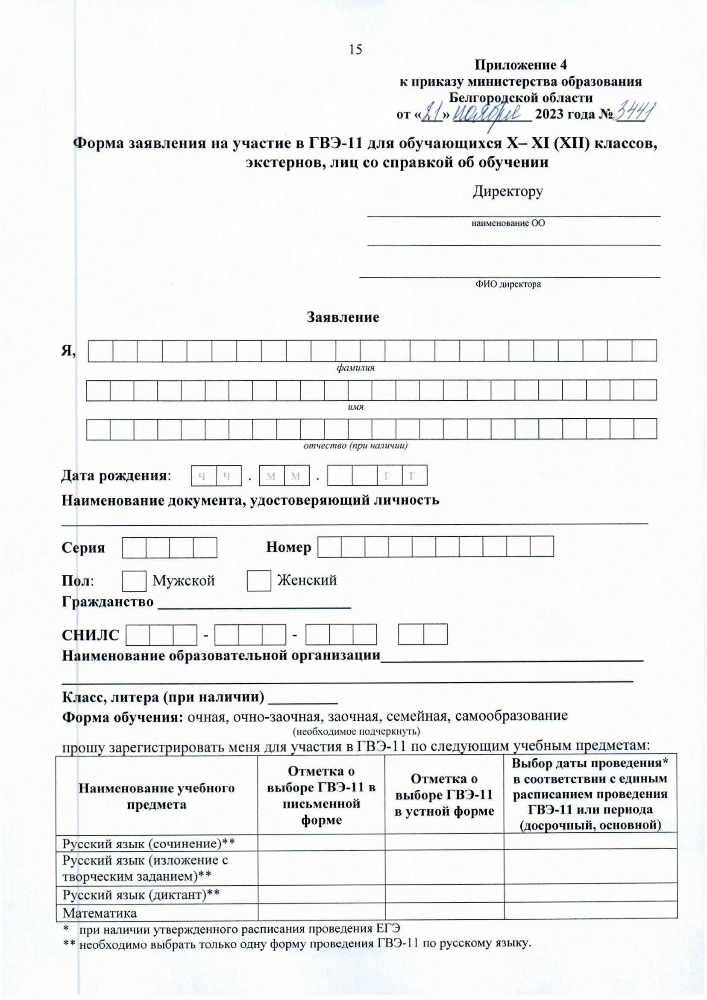 15
Приложение 4
к приказу министерства образования
Белгородской области
от «21» ноября 2023 года № 3441
Форма заявления на участие в ГВЭ-11 для обучающихся X– XI (XII) классов,
экстернов, лиц со справкой об обучении
Директору
наименование ОО
ФИО директора
Заявление
Я,
фамилия
имя
отчество (при наличии)
Дата рождения: ч ч . м м . г г
Наименование документа, удостоверяющий личность
Серия Номер
Пол: Мужской Женский
Гражданство
СНИЛС - -
Наименование образовательной организации
Класс, литера (при наличии)
Форма обучения: очная, очно-заочная, заочная, семейная, самообразование
(необходимое подчеркнуть)
прошу зарегистрировать меня для участия в ГВЭ-11 по следующим учебным предметам:
Наименование учебного
предмета
Отметка о
выборе ГВЭ-11 в
письменной
форме
Отметка о
выборе ГВЭ-11
в устной форме
Выбор даты проведения*
в соответствии с единым
расписанием проведения
ГВЭ-11 или периода
(досрочный, основной)
Русский язык (сочинение)**
Русский язык (изложение с
творческим заданием)**
Русский язык (диктант)**
Математика
* при наличии утвержденного расписания проведения ЕГЭ
** необходимо выбрать только одну форму проведения ГВЭ-11 по русскому языку.